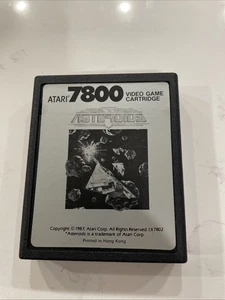 ATARI 7800 VIDEO GAME CARTRIDGE
ASTEROIDS
Copyright © 1987, Atari Corp. All Rights Reserved. CX7802
"Asteroids is a trademark of Atari Corp.
Printed in Hong Kong